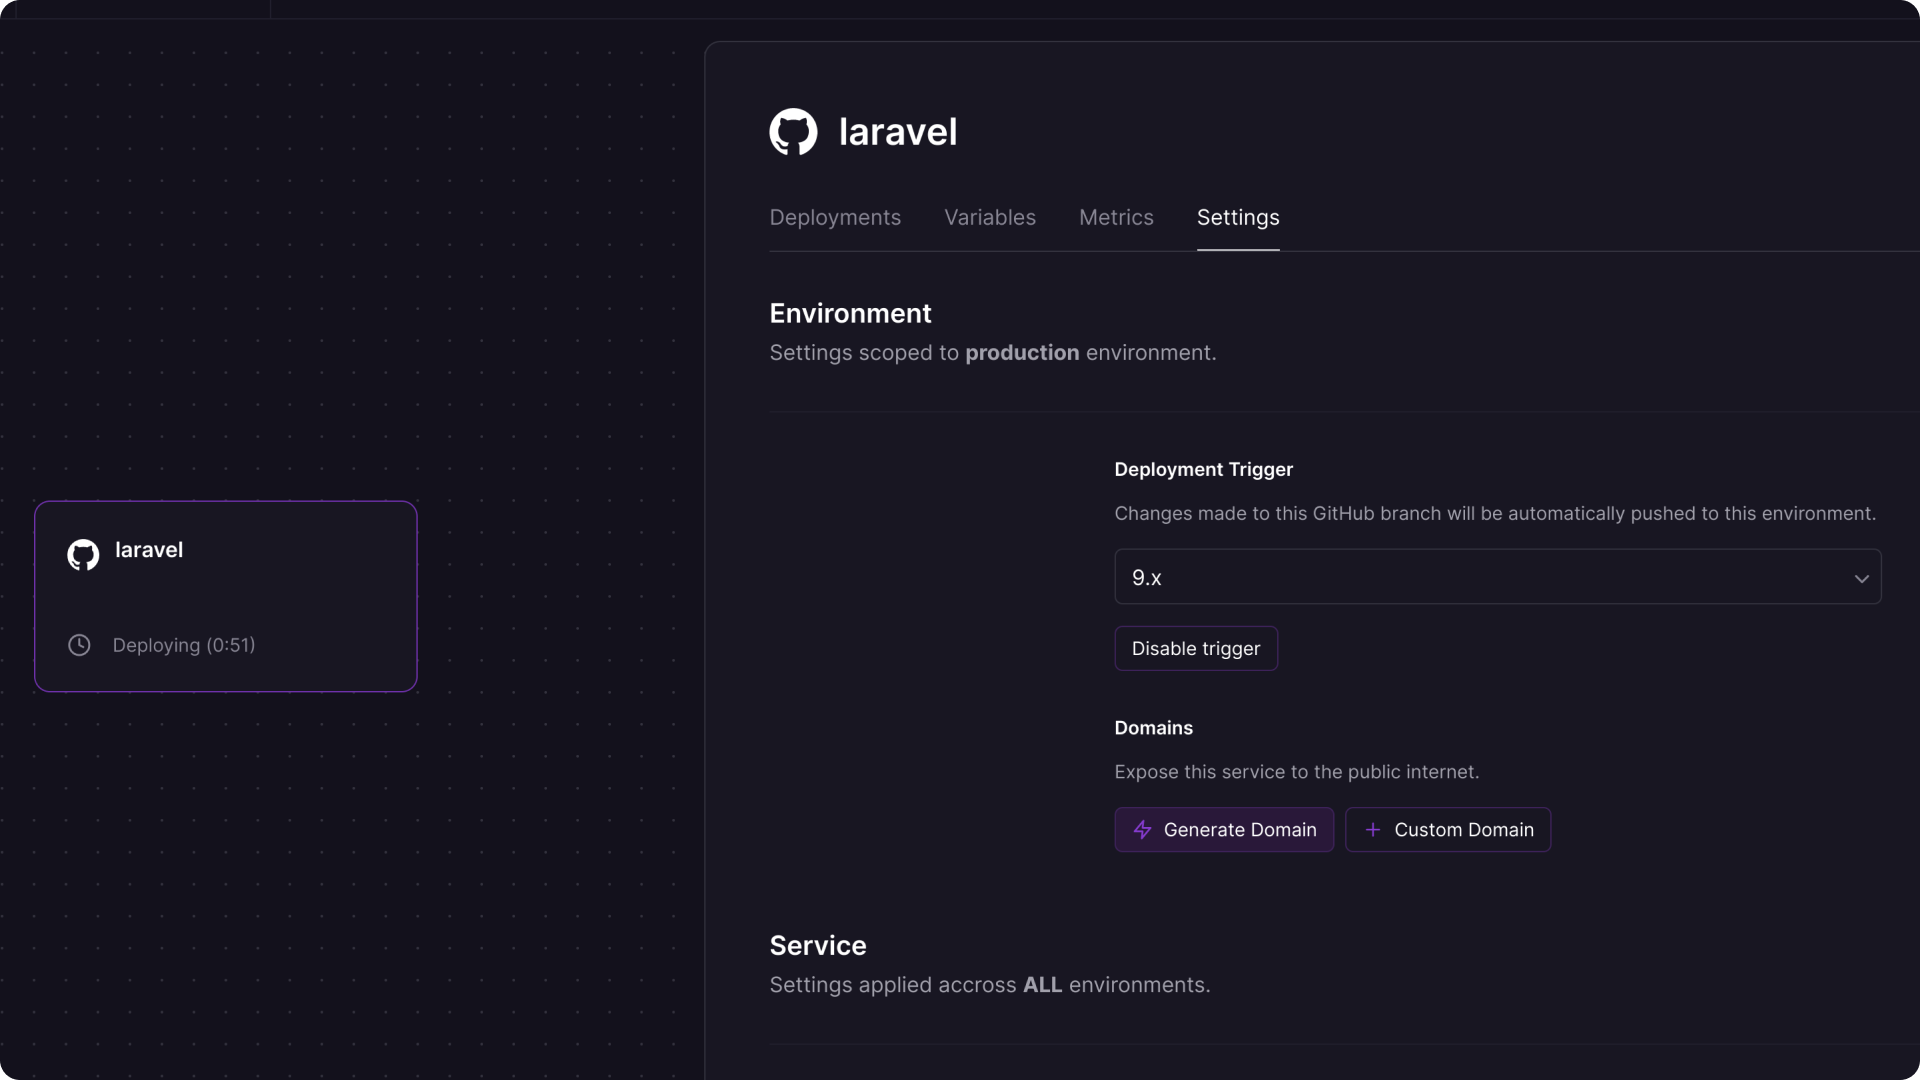 laravel
Deploying (0:51)
laravel
Deployments Variables Metrics Settings
Environment
Settings scoped to production environment.
Deployment Trigger
Changes made to this GitHub branch will be automatically pushed to this environment.
9.x
Disable trigger
Domains
Expose this service to the public internet.
Generate Domain Custom Domain
Service
Settings applied accross ALL environments.